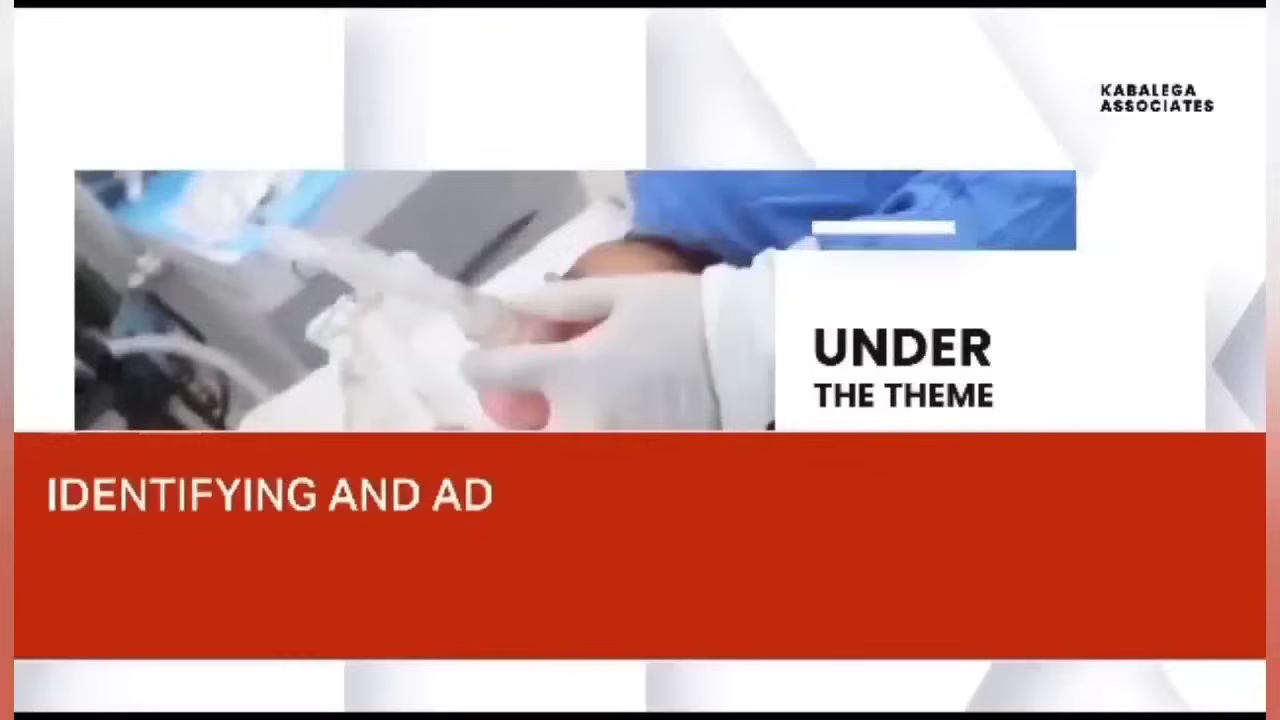 KABALEGA
ASSOCIATES
UNDER
THE THEME
IDENTIFYING AND AD